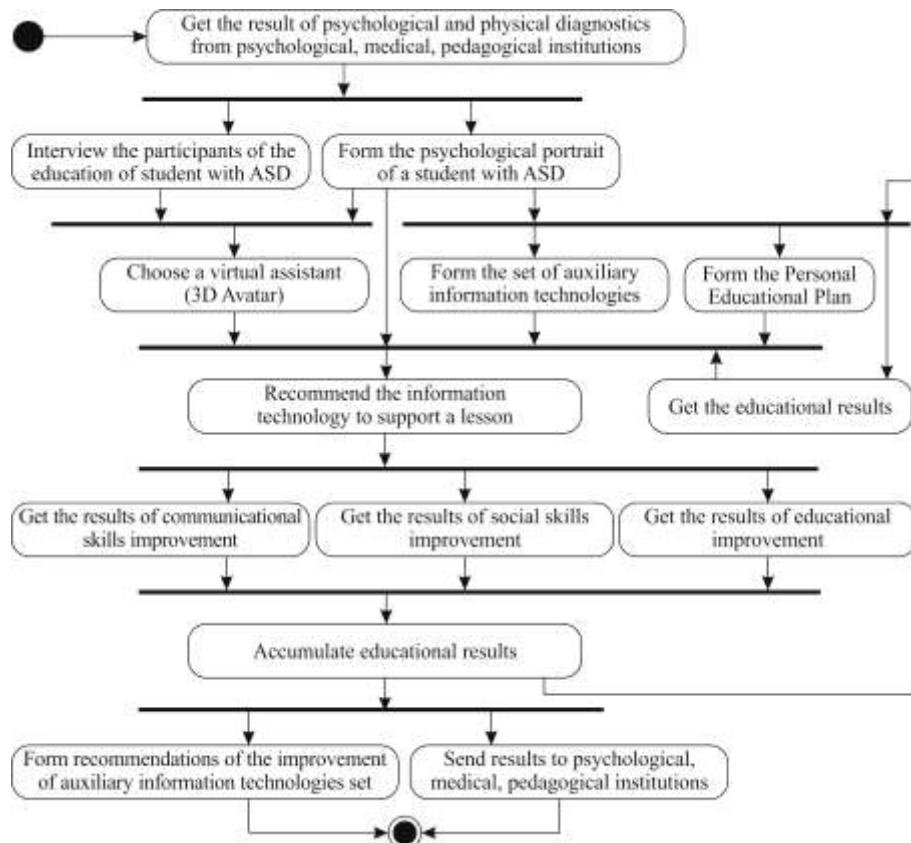 Get the result of psychological and physical diagnostics
from psychological, medical, pedagogical institutions
Interview the participants of the
education of student with ASD
Form the psychological portrait
of a student with ASD
Choose a virtual assistant
(3D Avatar)
Form the set of auxiliary
information technologies
Form the Personal
Educational Plan
Recommend the information
technology to support a lesson
Get the educational results
Get the results of communicational
skills improvement
Get the results of social skills
improvement
Get the results of educational
improvement
Accumulate educational results
Form recommendations of the improvement
of auxiliary information technologies set
Send results to psychological,
medical, pedagogical institutions